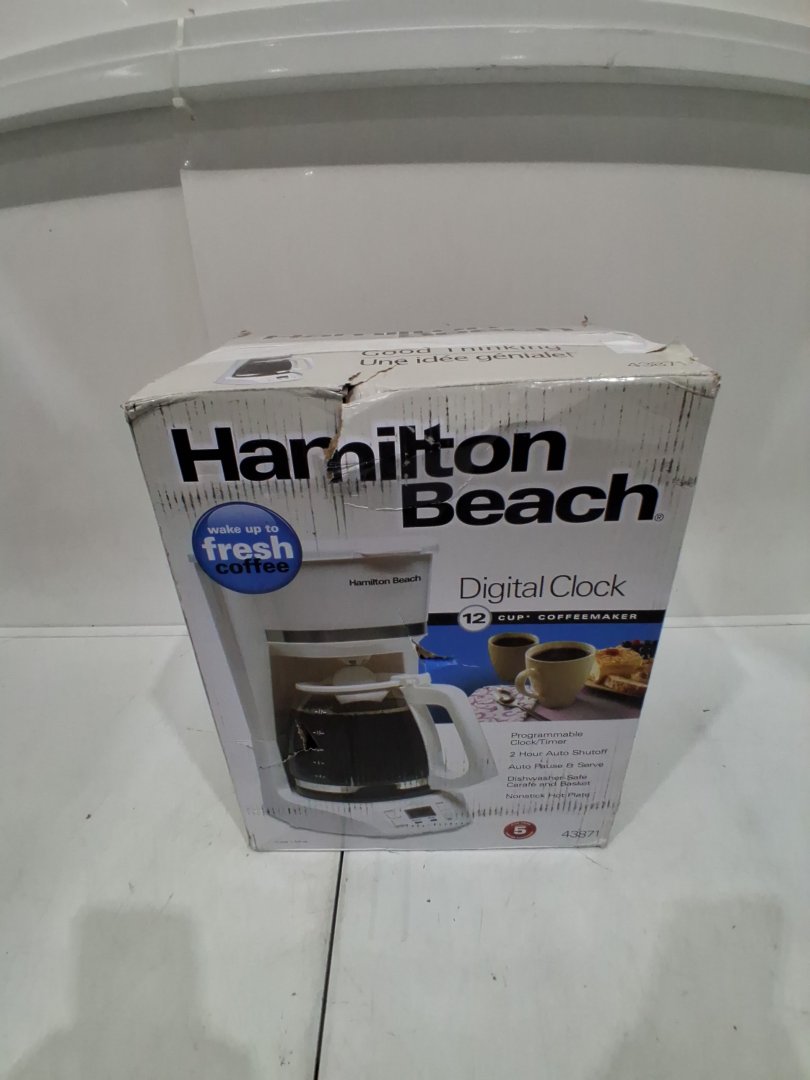 Good Thinking
Une idée géniale!
43871
Hamilton
Beach®
wake up to
fresh
coffee
Hamilton Beach
Digital Clock
12 CUP* COFFEEMAKER
Programmable
Clock/Timer
2 Hour Auto Shutoff
Auto Pause & Serve
Dishwasher-Safe
Carafe and Basket
Nonstick Hot Plate
5
43871